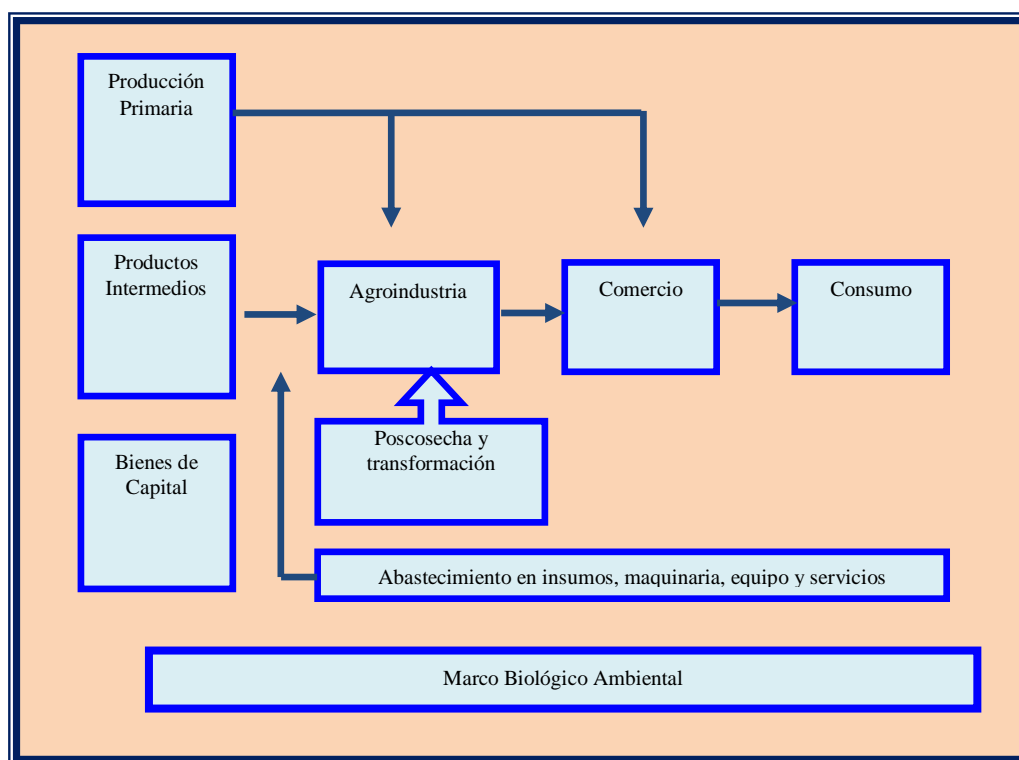 Producción
Primaria
Productos
Intermedios
Agroindustria
Comercio
Consumo
Bienes de
Capital
Poscosecha y
transformación
Abastecimiento en insumos, maquinaria, equipo y servicios
Marco Biológico Ambiental